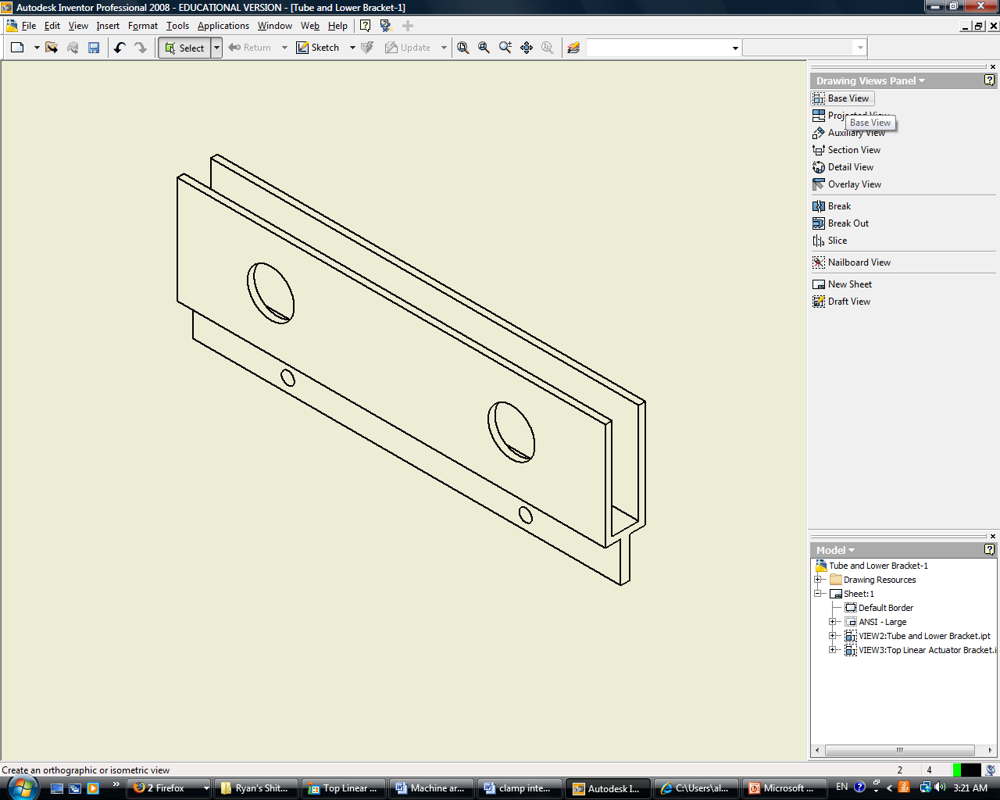 Autodesk Inventor Professional 2008 - EDUCATIONAL VERSION - [Tube and Lower Bracket-1]
File Edit View Insert Format Tools Applications Window Web Help
Select Return Sketch Update
Drawing Views Panel
Base View
Projected View
Base View
Auxiliary View
Section View
Detail View
Overlay View
Break
Break Out
Slice
Nailboard View
New Sheet
Draft View
Model
Tube and Lower Bracket-1
Drawing Resources
Sheet:1
Default Border
ANSI - Large
VIEW2:Tube and Lower Bracket.ipt
VIEW3:Top Linear Actuator Bracket.i
Create an orthographic or isometric view 2 4
2 Firefox Ryan's Shit... Top Linear ... Machine ar... clamp inte... Autodesk I... C:\Users\al... Microsoft ... EN 3:21 AM